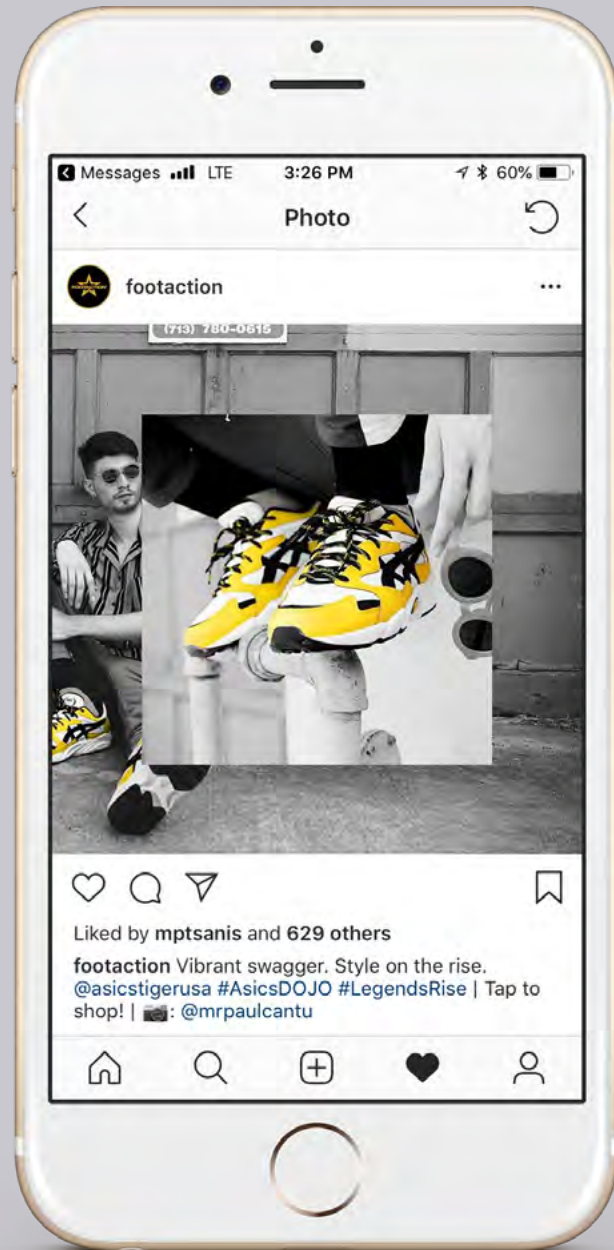 Messages LTE 3:26 PM 60%
Photo
FOOTACTION
footaction
(713) 780-0615
Liked by mptsanis and 629 others
footaction Vibrant swagger. Style on the rise.
@asicstigerusa #AsicsDOJO #LegendsRise | Tap to
shop! | 📷: @mrpaulcantu